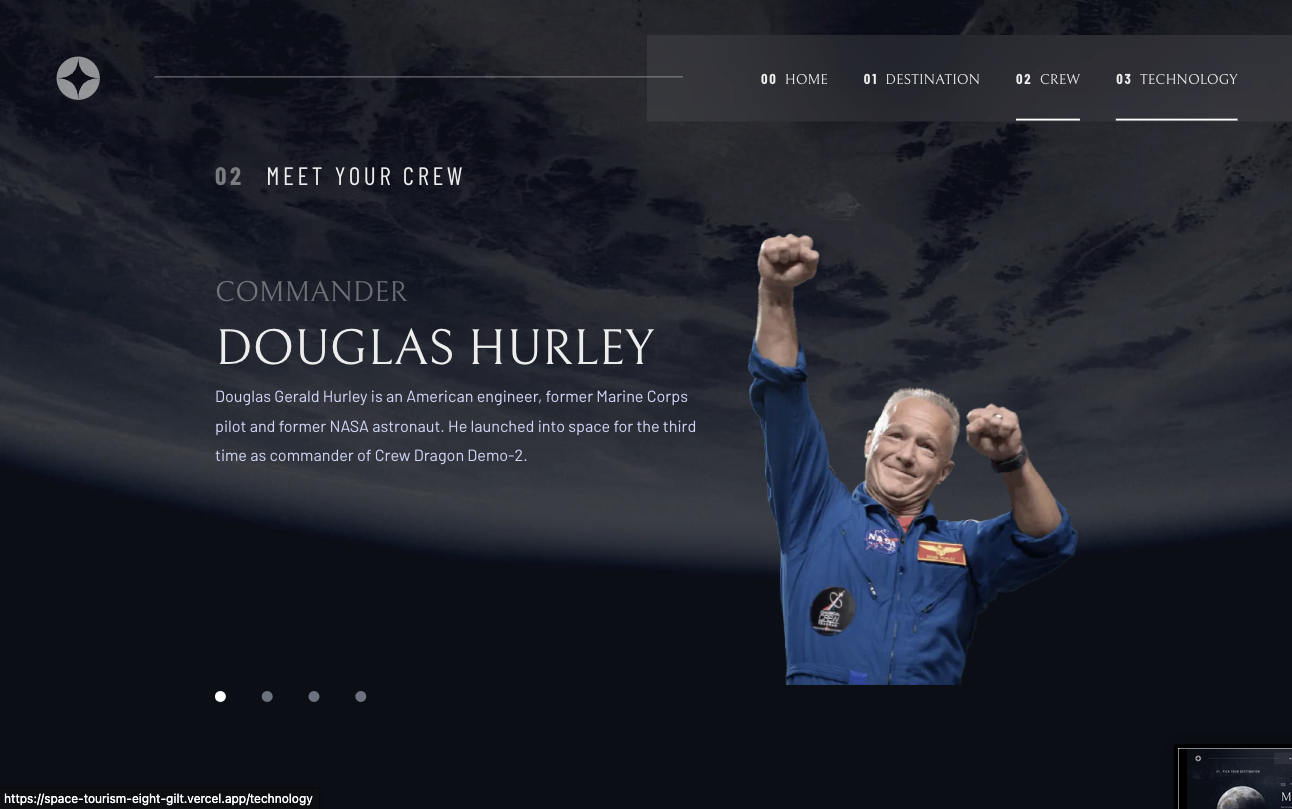 00 HOME 01 DESTINATION 02 CREW 03 TECHNOLOGY
02 MEET YOUR CREW
COMMANDER
DOUGLAS HURLEY
Douglas Gerald Hurley is an American engineer, former Marine Corps
pilot and former NASA astronaut. He launched into space for the third
time as commander of Crew Dragon Demo-2.
NASA
CREW
https://space-tourism-eight-gilt.vercel.app/technology